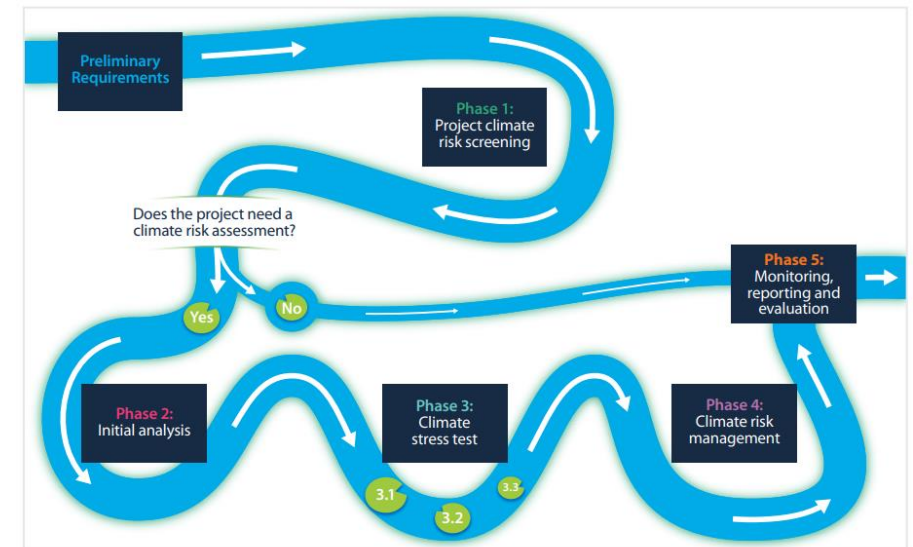 Preliminary
Requirements
Phase 1:
Project climate
risk screening
Does the project need a
climate risk assessment?
Yes
No
Phase 5:
Monitoring,
reporting and
evaluation
Phase 2:
Initial analysis
Phase 3:
Climate
stress test
Phase 4:
Climate risk
management
3.1
3.2
3.3